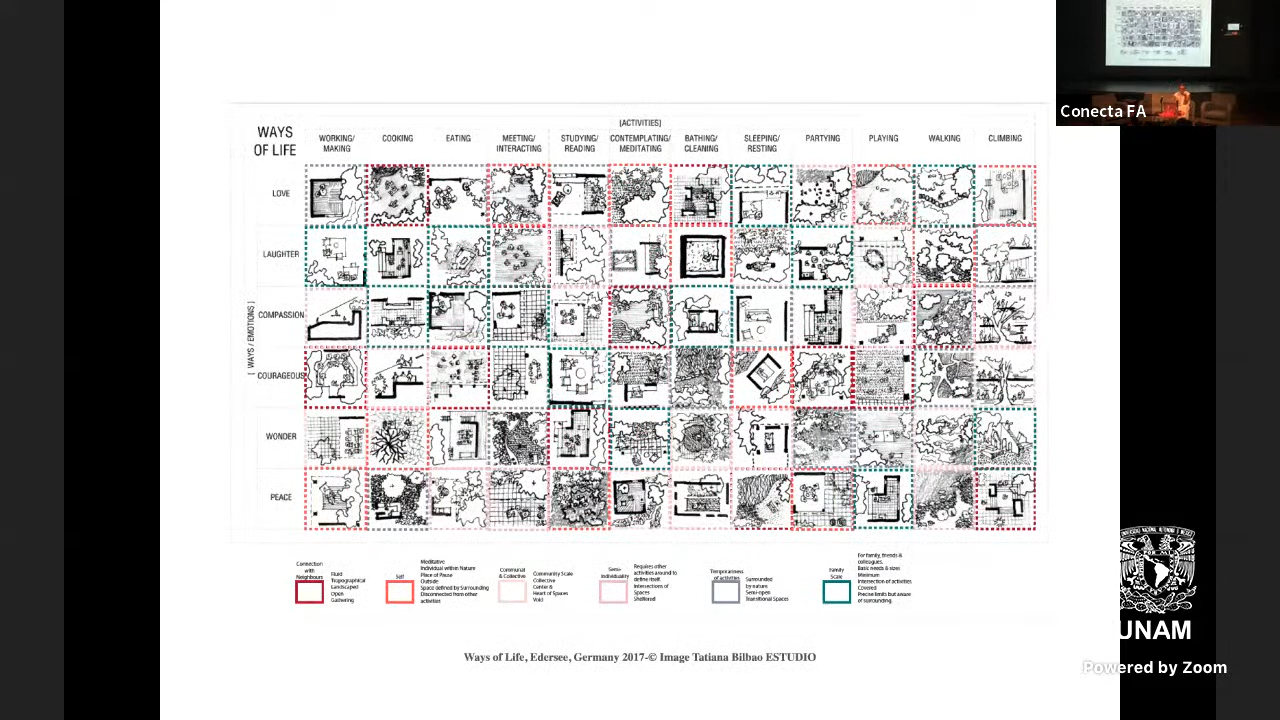 Conecta FA
WAYS
OF LIFE
[ACTIVITIES]
WORKING/
MAKING
COOKING
EATING
MEETING/
INTERACTING
STUDYING/
READING
CONTEMPLATING/
MEDITATING
BATHING/
CLEANING
SLEEPING/
RESTING
PARTYING
PLAYING
WALKING
CLIMBING
[ WAYS / EMOTIONS ]
LOVE
LAUGHTER
COMPASSION
COURAGEOUS
WONDER
PEACE
Connection
with
Neighbours
Fluid
Topographical
Landscaped
Open
Gathering
Self
Meditative
Individual within Nature
Place of Pause
Outside
Space defined by Surrounding
Disconnected from other
activities
Communal
& Collective
Community Scale
Collective
Center &
Heart of Spaces
Void
Semi-
Individuality
Requires other
activities around to
define itself.
Intersections of
Spaces
Sheltered
Temporariness
of activities
Surrounded
by nature
Semi-open
Transitional Spaces
Family
Scale
For family, friends &
colleagues.
Basic needs & sizes
Minimum
Intersection of activities
Covered
Precise limits but aware
of surrounding.
Ways of Life, Edersee, Germany 2017-© Image Tatiana Bilbao ESTUDIO
UNAM
Powered by Zoom